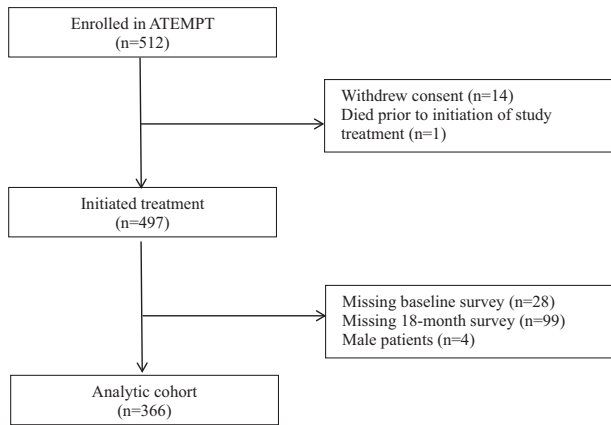 Enrolled in ATEMPT
(n=512)
Withdrew consent (n=14)
Died prior to initiation of study
treatment (n=1)
Initiated treatment
(n=497)
Missing baseline survey (n=28)
Missing 18-month survey (n=99)
Male patients (n=4)
Analytic cohort
(n=366)